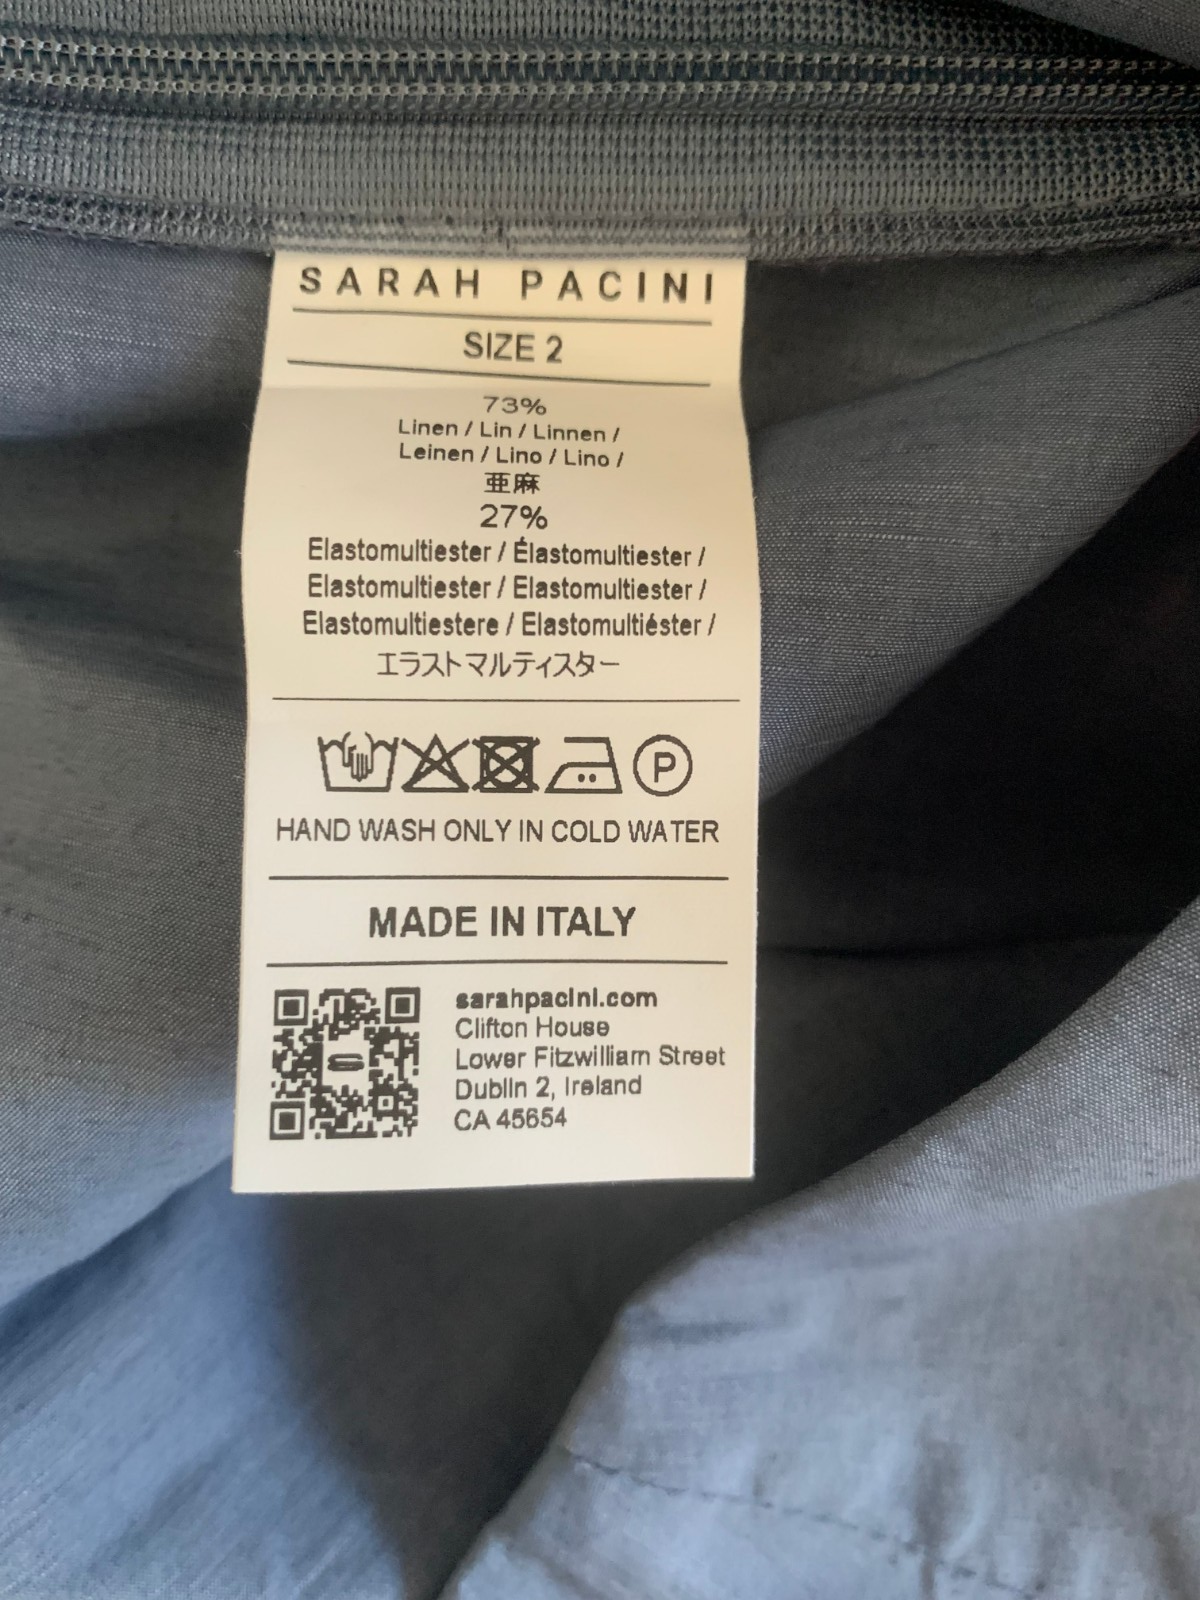 SARAH PACINI
SIZE 2
73%
Linen / Lin / Linnen /
Leinen / Lino / Lino /
亜麻
27%
Elastomultiester / Élastomultiester /
Elastomultiester / Elastomultiester /
Elastomultiestere / Elastomultiéster /
エラストマルティスター
P
HAND WASH ONLY IN COLD WATER
MADE IN ITALY
sarahpacini.com
Clifton House
Lower Fitzwilliam Street
Dublin 2, Ireland
CA 45654